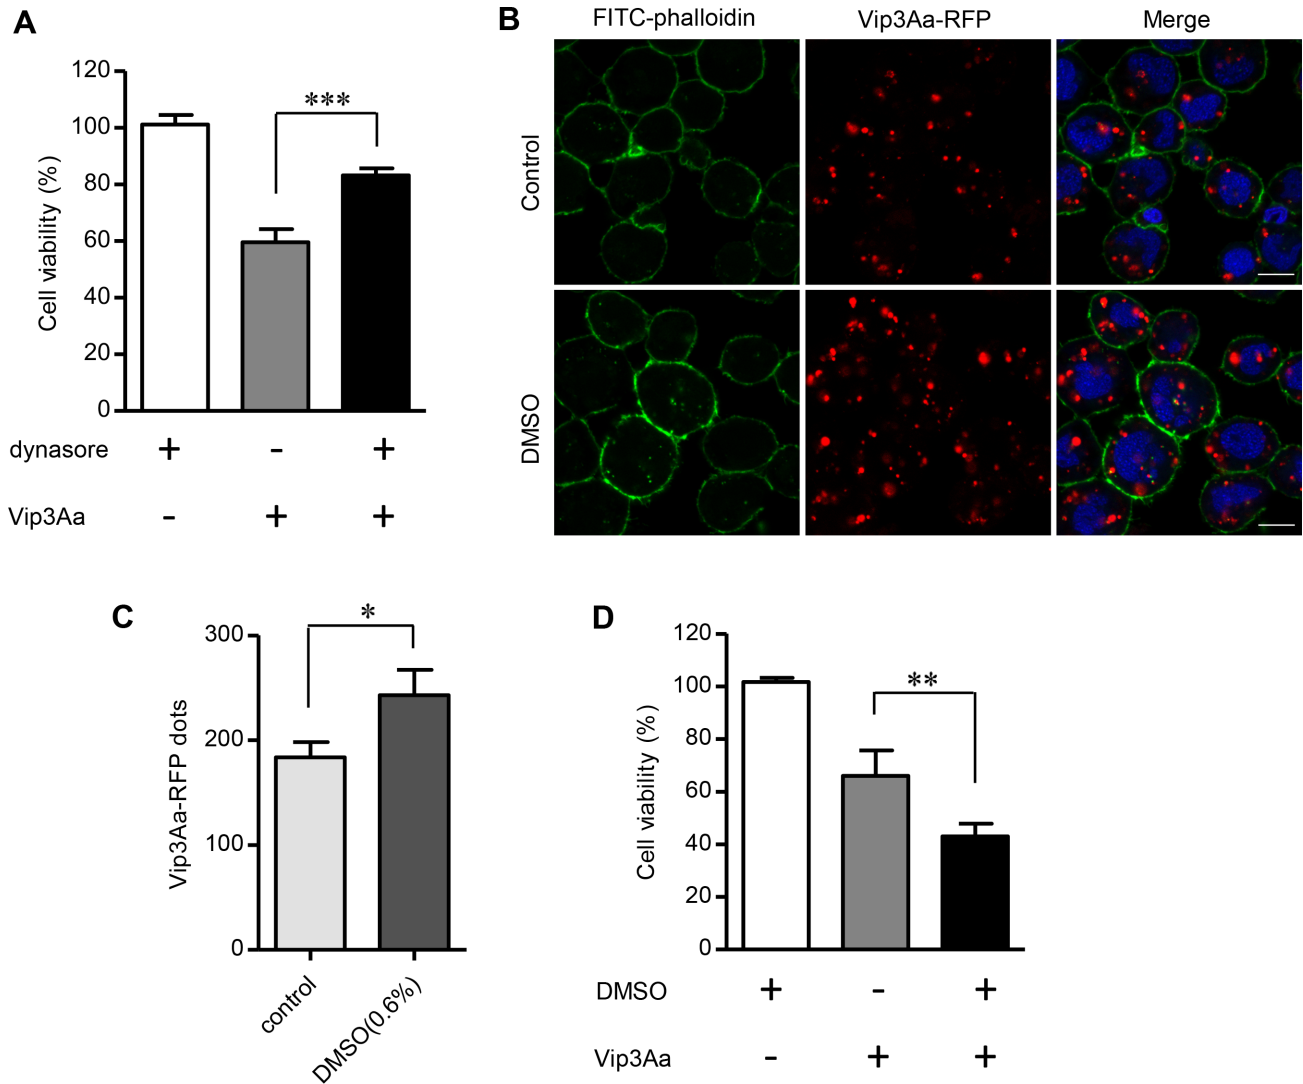 A
120
100
80
60
40
20
0
Cell viability (%)
***
dynasore + - +
Vip3Aa - + +
B
FITC-phalloidin Vip3Aa-RFP Merge
Control
DMSO
C
300
200
100
0
Vip3Aa-RFP dots
*
control
DMSO(0.6%)
D
120
100
80
60
40
20
0
Cell viability (%)
**
DMSO + - +
Vip3Aa - + +